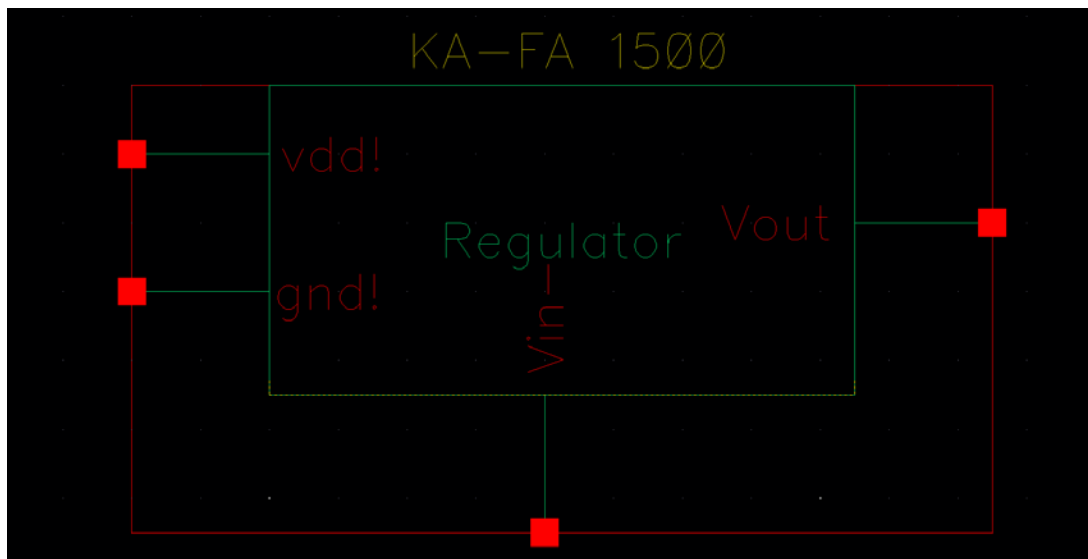 KA-FA 1500
vdd!
Vout
Regulator
gnd!
Vin-